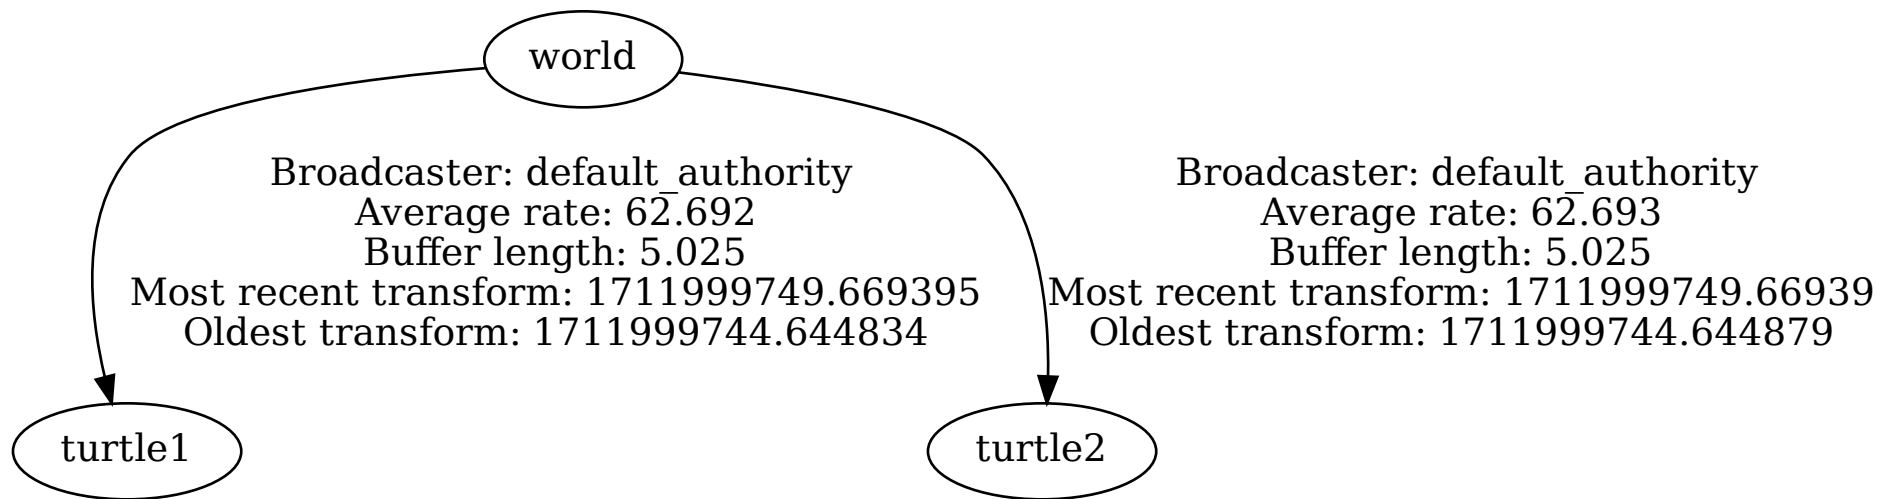 world
Broadcaster: default_authority
Average rate: 62.692
Buffer length: 5.025
Most recent transform: 1711999749.669395
Oldest transform: 1711999744.644834
Broadcaster: default_authority
Average rate: 62.693
Buffer length: 5.025
Most recent transform: 1711999749.66939
Oldest transform: 1711999744.644879
turtle1
turtle2